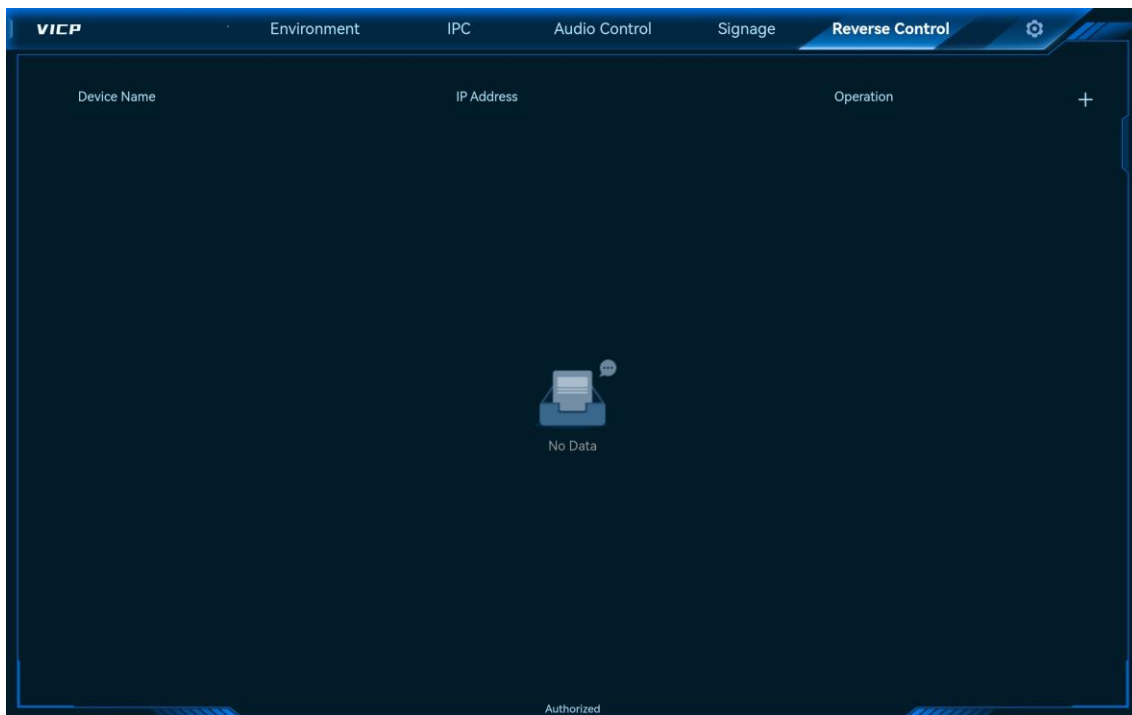 VICP Environment IPC Audio Control Signage Reverse Control
Device Name IP Address Operation +
No Data
Authorized